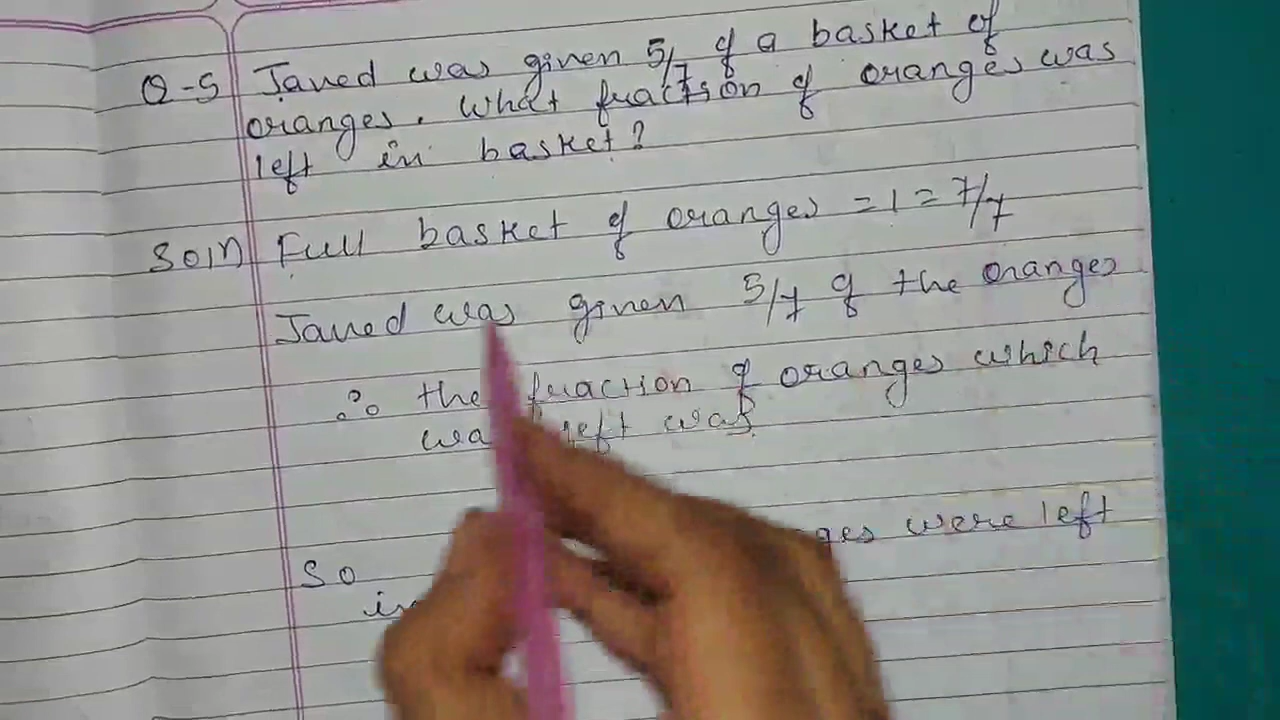 Q-5 Javed was given 5/7 of a basket of
oranges. What fraction of oranges was
left in basket?
Soln Full basket of oranges = 1 = 7/7
Javed was given 5/7 of the oranges
∴ the fraction of oranges which
left was
were left
So